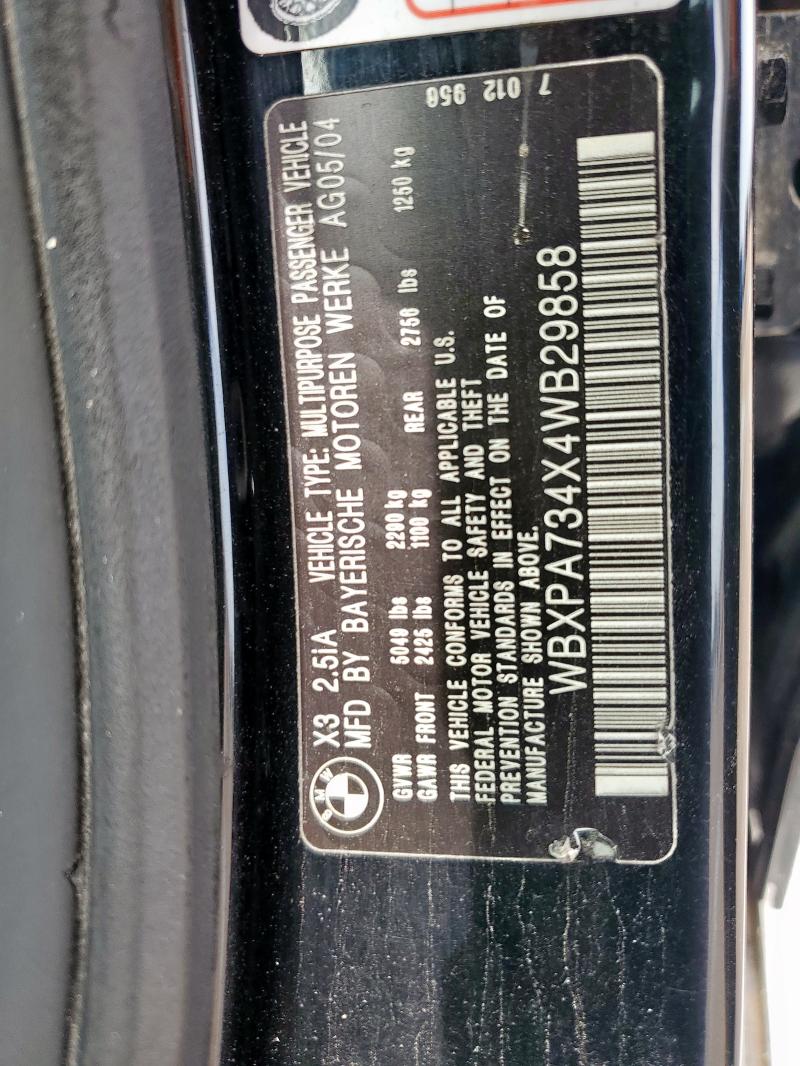 BMW
X3 2.5iA VEHICLE TYPE: MULTIPURPOSE PASSENGER VEHICLE
MFD BY BAYERISCHE MOTOREN WERKE AG05/04
GVWR 5049 lbs 2290 kg
GAWR FRONT 2425 lbs 1100 kg REAR 2756 lbs 1250 kg
THIS VEHICLE CONFORMS TO ALL APPLICABLE U.S.
FEDERAL MOTOR VEHICLE SAFETY AND THEFT
PREVENTION STANDARDS IN EFFECT ON THE DATE OF
MANUFACTURE SHOWN ABOVE.
WBXPA734X4WB29858
7 012 956